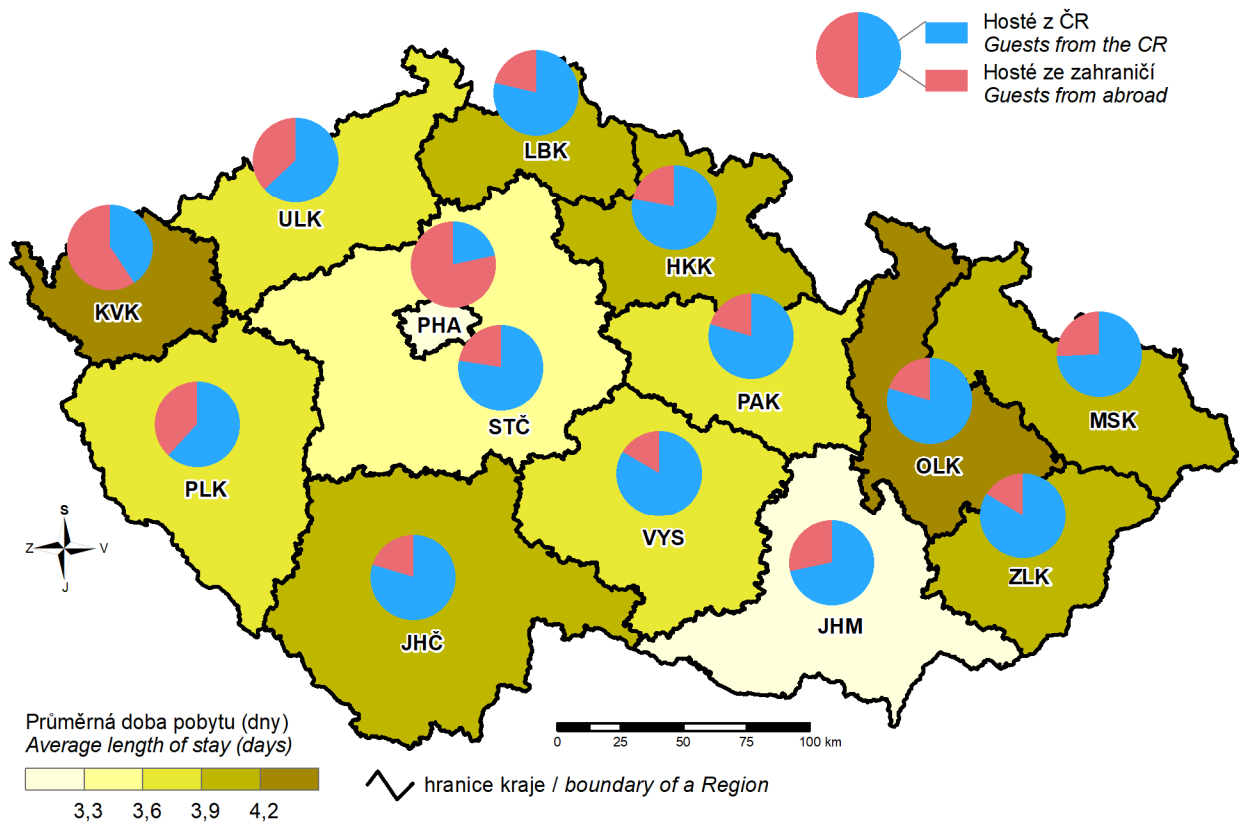 Hosté z ČR
Guests from the CR
Hosté ze zahraničí
Guests from abroad
LBK
ULK
HKK
KVK
PHA
PAK
STČ
MSK
OLK
PLK
VYS
ZLK
JHM
JHČ
S
Z V
J
Průměrná doba pobytu (dny)
Average length of stay (days)
3,3 3,6 3,9 4,2
0 25 50 75 100 km
hranice kraje / boundary of a Region